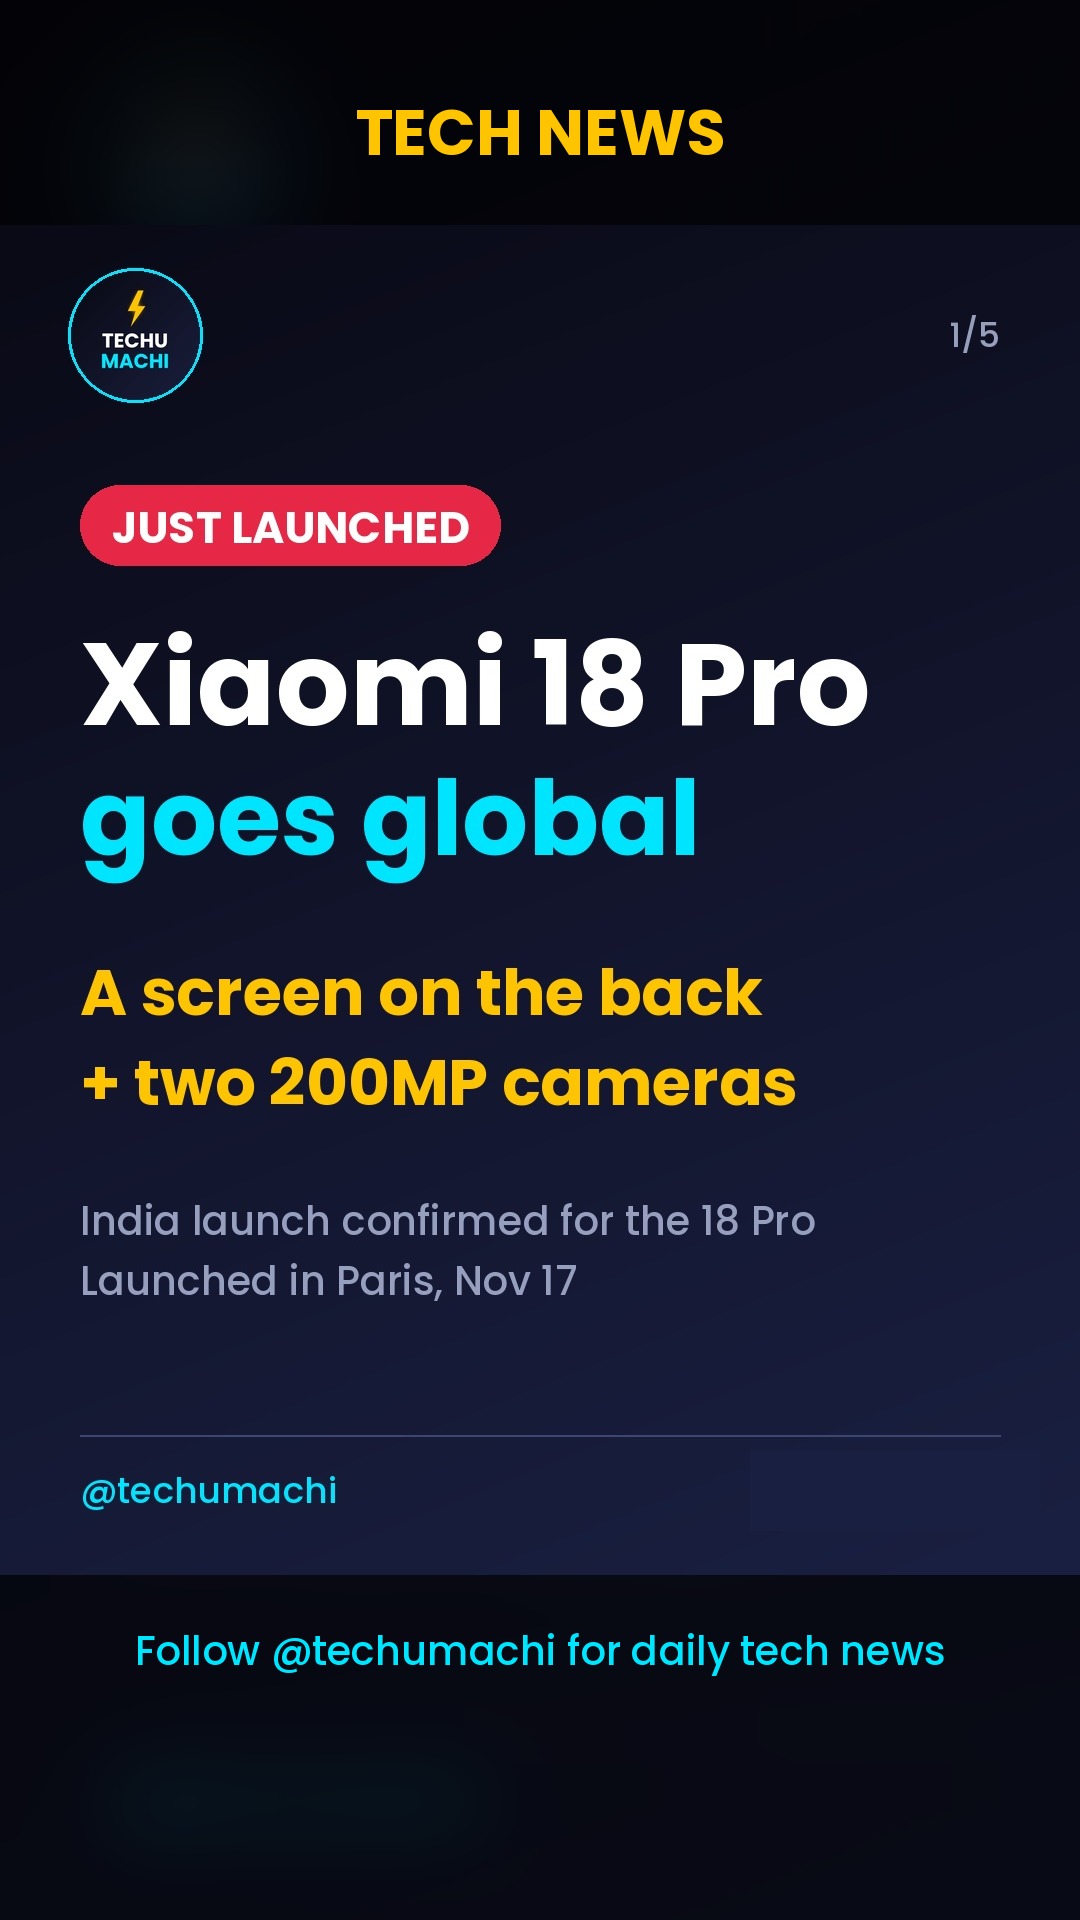 TECH NEWS
TECHU
MACHI
1/5
JUST LAUNCHED
Xiaomi 18 Pro
goes global
A screen on the back
+ two 200MP cameras
India launch confirmed for the 18 Pro
Launched in Paris, Nov 17
@techumachi
Follow @techumachi for daily tech news